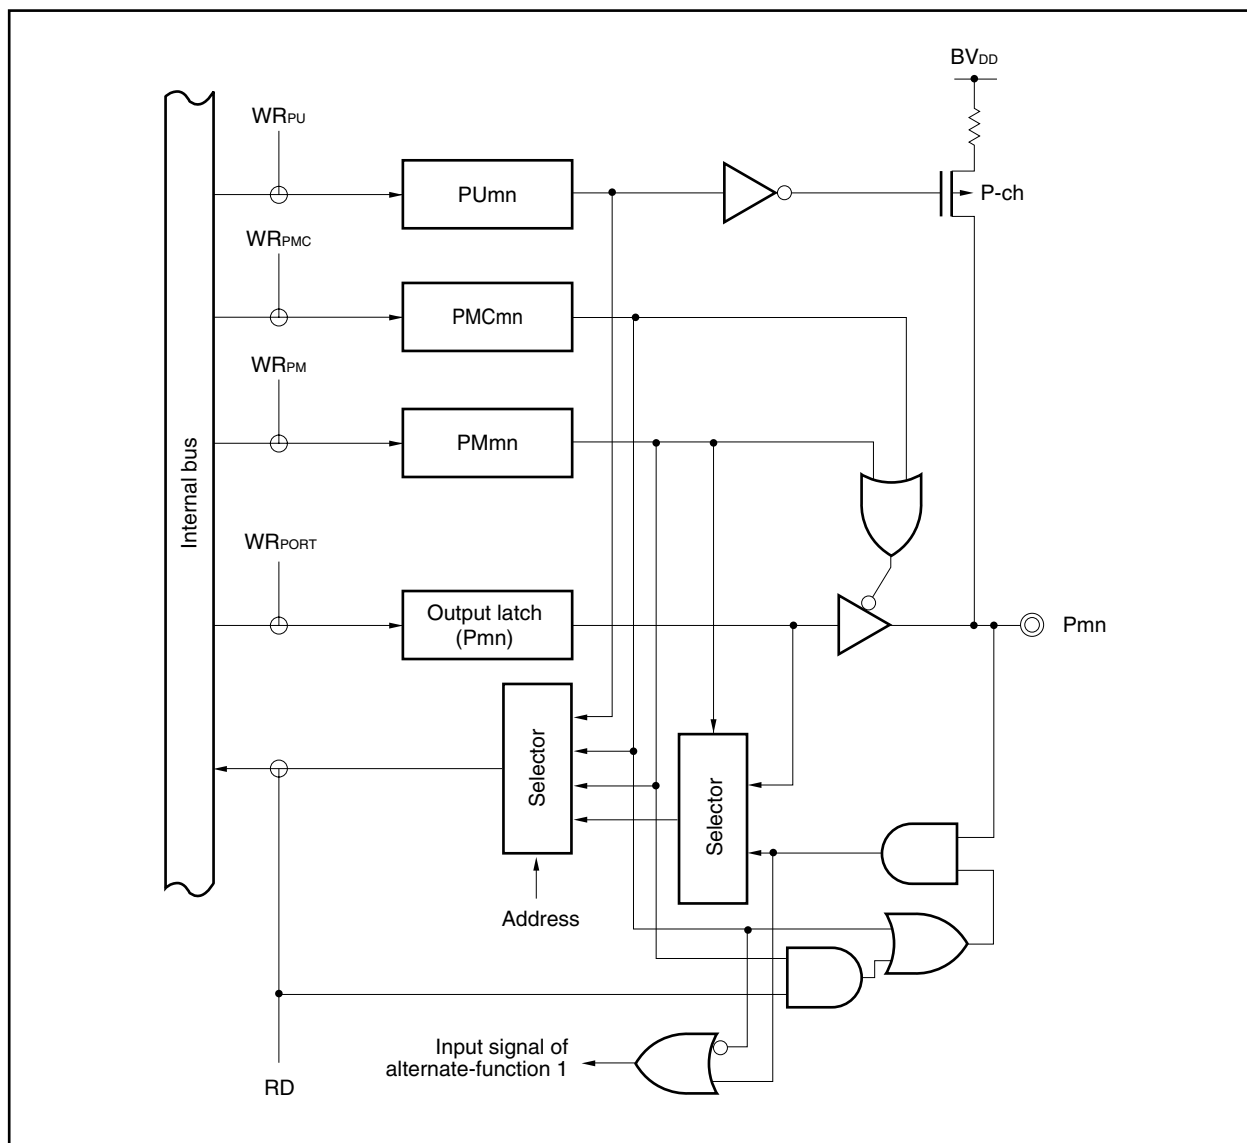 BVDD
WRPU
PUmn
P-ch
WRPMC
PMCmn
WRPM
PMmn
Internal bus
WRPORT
Output latch
(Pmn)
Pmn
Selector
Selector
Address
Input signal of
alternate-function 1
RD